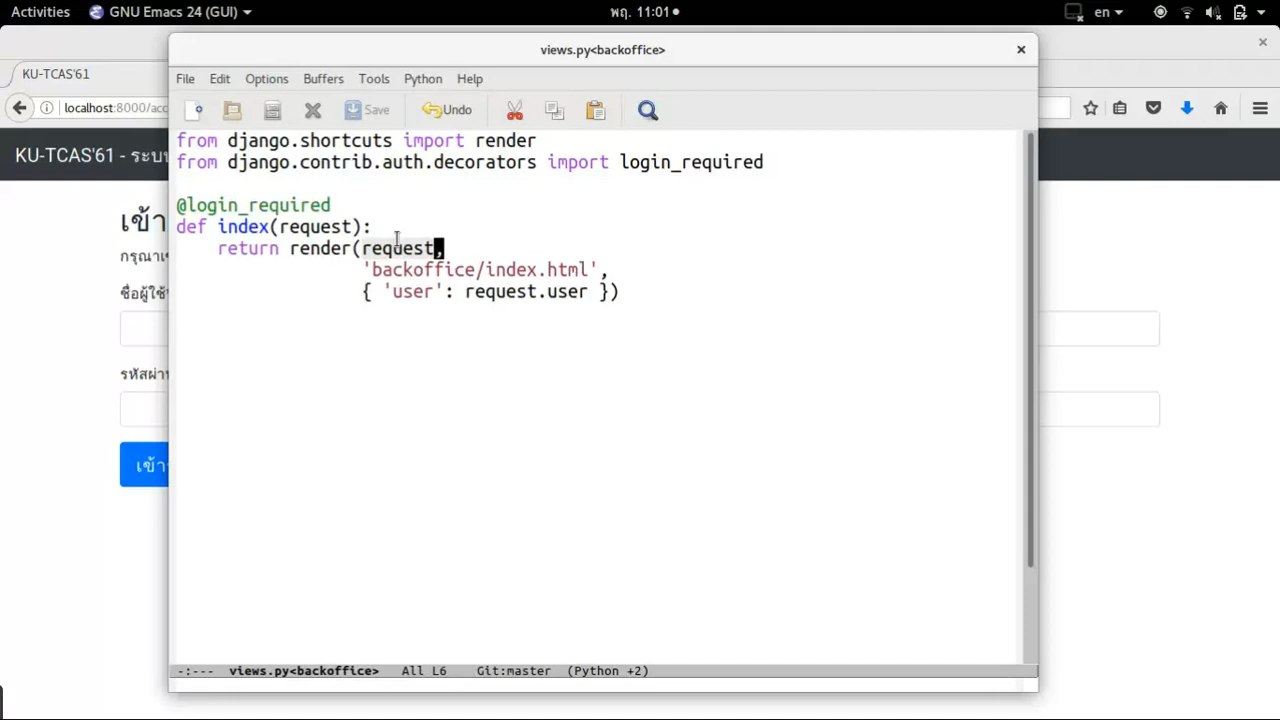 Activities
GNU Emacs 24 (GUI)
พฤ. 11:01
en
views.py<backoffice>
KU-TCAS'61
File Edit Options Buffers Tools Python Help
localhost:8000/acc
Save
Undo
KU-TCAS'61 - ระบบ
from django.shortcuts import render
from django.contrib.auth.decorators import login_required
@login_required
def index(request):
return render(request,
'backoffice/index.html',
{ 'user': request.user })
เข้า
กรุณาเข
ชื่อผู้ใช้
รหัสผ่าน
เข้า
-:--- views.py<backoffice> All L6 Git:master (Python +2)